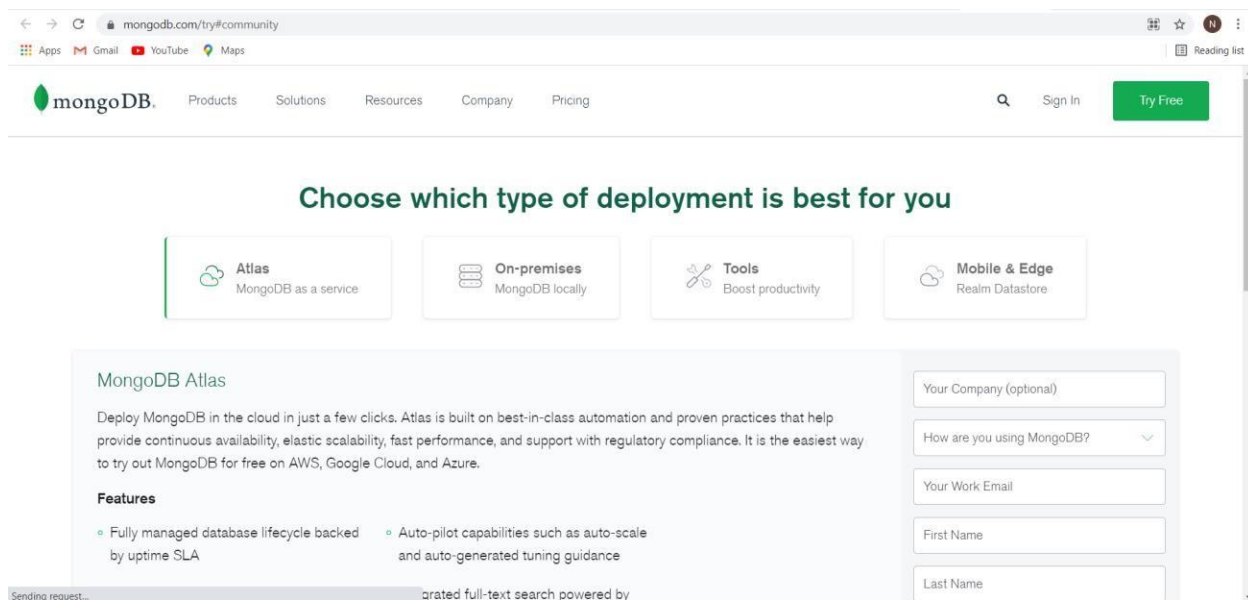 mongodb.com/try#community
N
Apps Gmail YouTube Maps
Reading list
mongoDB.
Products Solutions Resources Company Pricing
Sign In
Try Free
Choose which type of deployment is best for you
Atlas
MongoDB as a service
On-premises
MongoDB locally
Tools
Boost productivity
Mobile & Edge
Realm Datastore
MongoDB Atlas
Deploy MongoDB in the cloud in just a few clicks. Atlas is built on best-in-class automation and proven practices that help
provide continuous availability, elastic scalability, fast performance, and support with regulatory compliance. It is the easiest way
to try out MongoDB for free on AWS, Google Cloud, and Azure.
Features
Fully managed database lifecycle backed
by uptime SLA
Auto-pilot capabilities such as auto-scale
and auto-generated tuning guidance
full-text search powered by
Your Company (optional)
How are you using MongoDB?
Your Work Email
First Name
Last Name
Sending request...